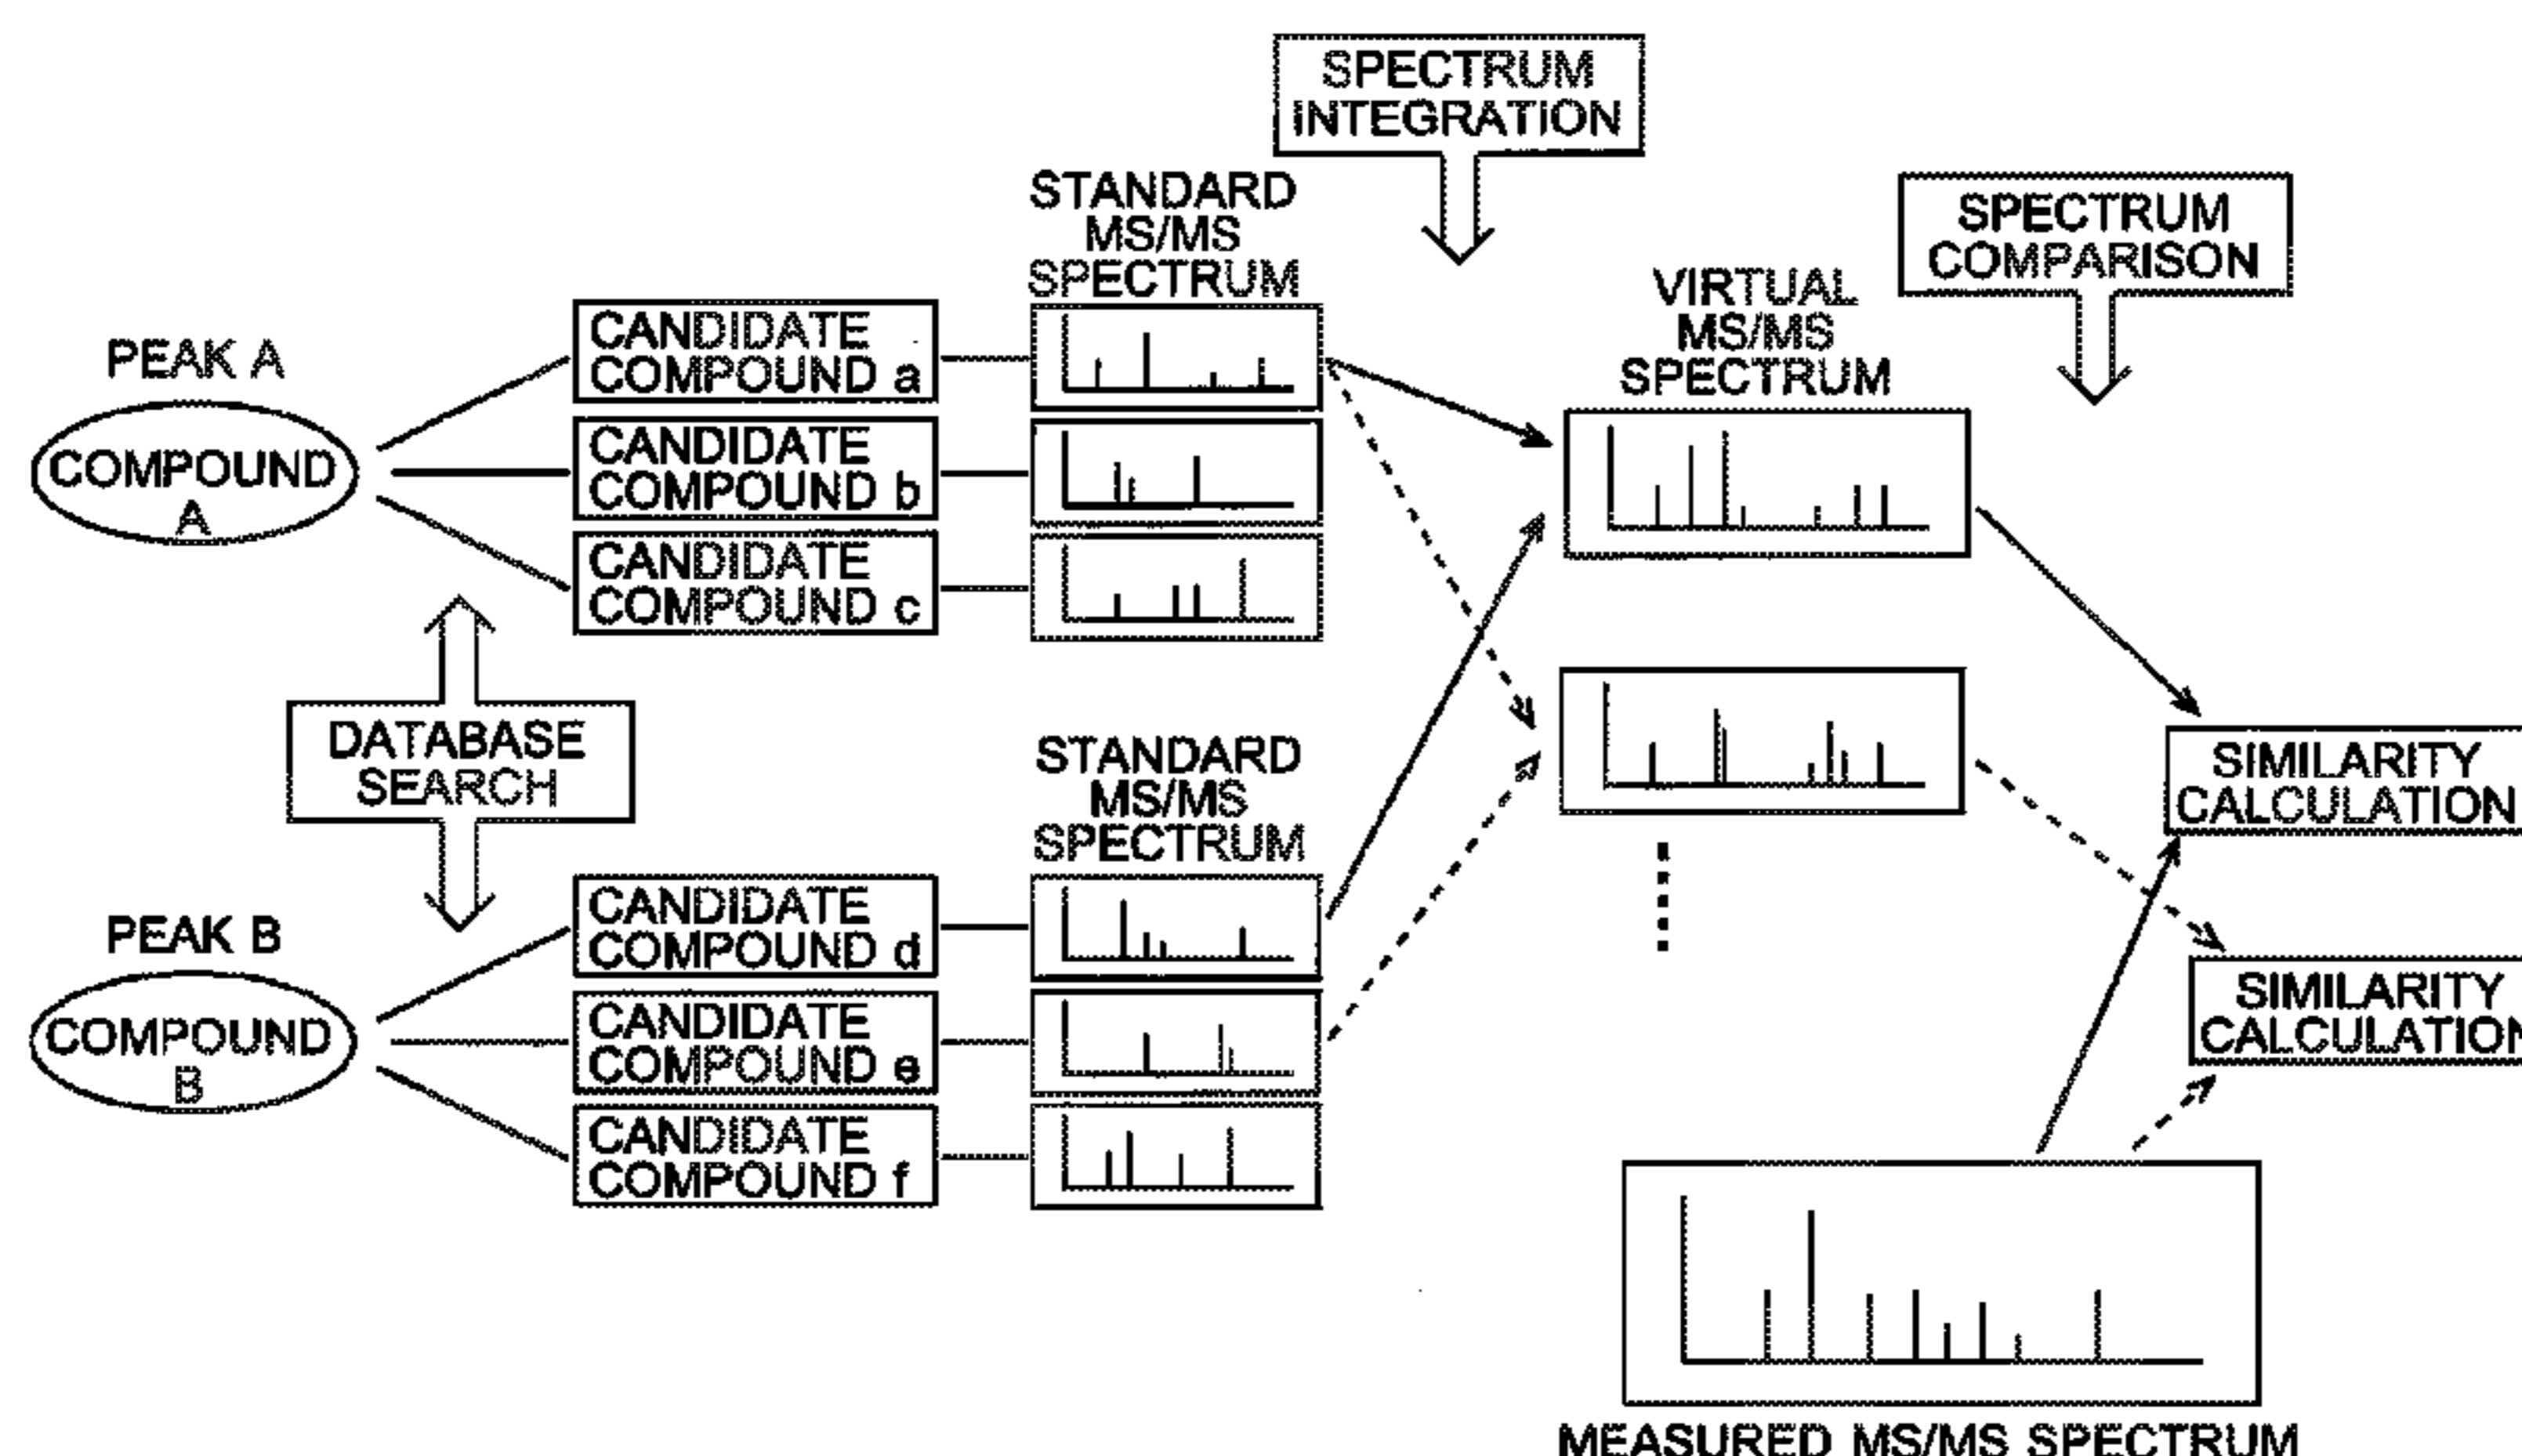 SPECTRUM
INTEGRATION
SPECTRUM
COMPARISON
STANDARD
MS/MS
SPECTRUM
VIRTUAL
MS/MS
SPECTRUM
PEAK A
COMPOUND
A
CANDIDATE
COMPOUND a
CANDIDATE
COMPOUND b
CANDIDATE
COMPOUND c
DATABASE
SEARCH
SIMILARITY
CALCULATION
STANDARD
MS/MS
SPECTRUM
PEAK B
COMPOUND
B
CANDIDATE
COMPOUND d
CANDIDATE
COMPOUND e
CANDIDATE
COMPOUND f
SIMILARITY
CALCULATION
MEASURED MS/MS SPECTRUM